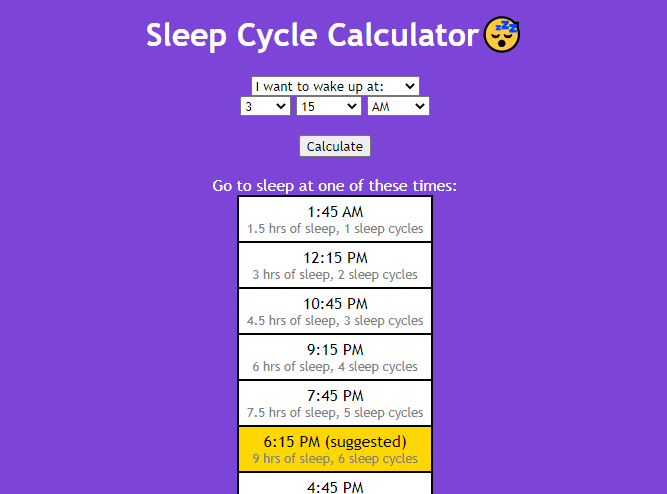 Sleep Cycle Calculator
I want to wake up at:
3 15 AM
Calculate
Go to sleep at one of these times:
1:45 AM
1.5 hrs of sleep, 1 sleep cycles
12:15 PM
3 hrs of sleep, 2 sleep cycles
10:45 PM
4.5 hrs of sleep, 3 sleep cycles
9:15 PM
6 hrs of sleep, 4 sleep cycles
7:45 PM
7.5 hrs of sleep, 5 sleep cycles
6:15 PM (suggested)
9 hrs of sleep, 6 sleep cycles
4:45 PM